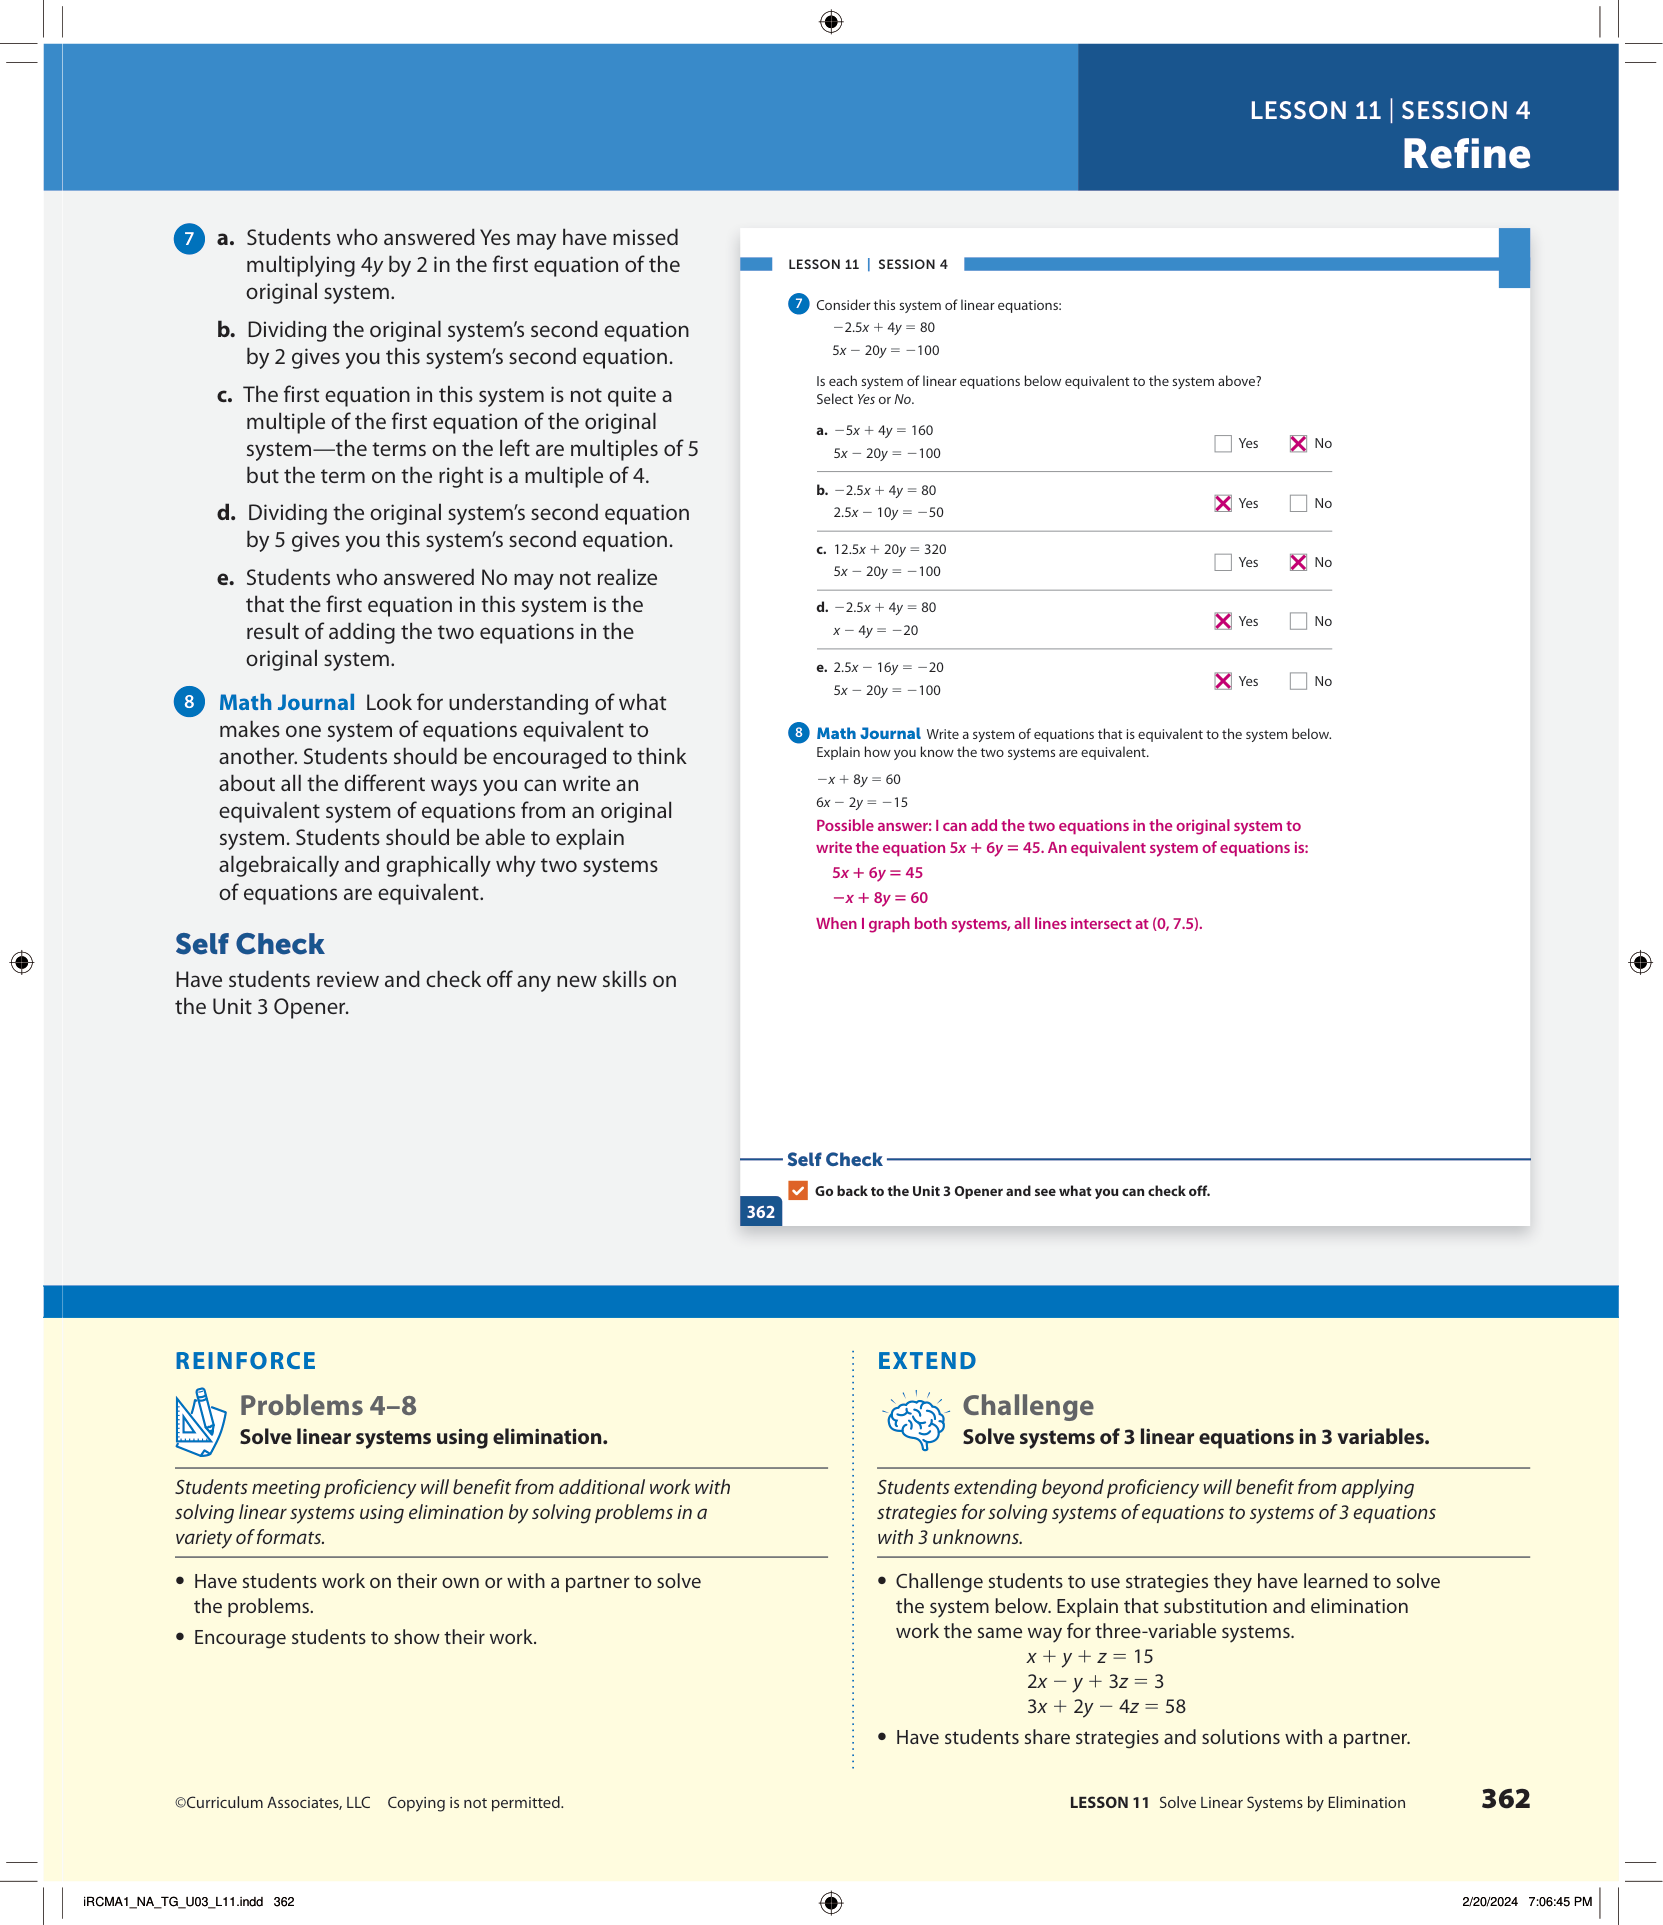 LESSON 11 | SESSION 4
Refine
7 a. Students who answered Yes may have missed
multiplying 4y by 2 in the first equation of the
original system.
b. Dividing the original system’s second equation
by 2 gives you this system’s second equation.
c. The first equation in this system is not quite a
multiple of the first equation of the original
system—the terms on the left are multiples of 5
but the term on the right is a multiple of 4.
d. Dividing the original system’s second equation
by 5 gives you this system’s second equation.
e. Students who answered No may not realize
that the first equation in this system is the
result of adding the two equations in the
original system.
8 Math Journal Look for understanding of what
makes one system of equations equivalent to
another. Students should be encouraged to think
about all the different ways you can write an
equivalent system of equations from an original
system. Students should be able to explain
algebraically and graphically why two systems
of equations are equivalent.
Self Check
Have students review and check off any new skills on
the Unit 3 Opener.
LESSON 11 | SESSION 4
7 Consider this system of linear equations:
−2.5x + 4y = 80
5x − 20y = −100
Is each system of linear equations below equivalent to the system above?
Select Yes or No.
a. −5x + 4y = 160
5x − 20y = −100
Yes No
b. −2.5x + 4y = 80
2.5x − 10y = −50
Yes No
c. 12.5x + 20y = 320
5x − 20y = −100
Yes No
d. −2.5x + 4y = 80
x − 4y = −20
Yes No
e. 2.5x − 16y = −20
5x − 20y = −100
Yes No
8 Math Journal Write a system of equations that is equivalent to the system below.
Explain how you know the two systems are equivalent.
−x + 8y = 60
6x − 2y = −15
Possible answer: I can add the two equations in the original system to
write the equation 5x + 6y = 45. An equivalent system of equations is:
5x + 6y = 45
−x + 8y = 60
When I graph both systems, all lines intersect at (0, 7.5).
Self Check
Go back to the Unit 3 Opener and see what you can check off.
362
REINFORCE
Problems 4–8
Solve linear systems using elimination.
Students meeting proficiency will benefit from additional work with
solving linear systems using elimination by solving problems in a
variety of formats.
• Have students work on their own or with a partner to solve
the problems.
• Encourage students to show their work.
EXTEND
Challenge
Solve systems of 3 linear equations in 3 variables.
Students extending beyond proficiency will benefit from applying
strategies for solving systems of equations to systems of 3 equations
with 3 unknowns.
• Challenge students to use strategies they have learned to solve
the system below. Explain that substitution and elimination
work the same way for three-variable systems.
x + y + z = 15
2x − y + 3z = 3
3x + 2y − 4z = 58
• Have students share strategies and solutions with a partner.
©Curriculum Associates, LLC Copying is not permitted.
LESSON 11 Solve Linear Systems by Elimination 362
iRCMA1_NA_TG_U03_L11.indd 362
2/20/2024 7:06:45 PM